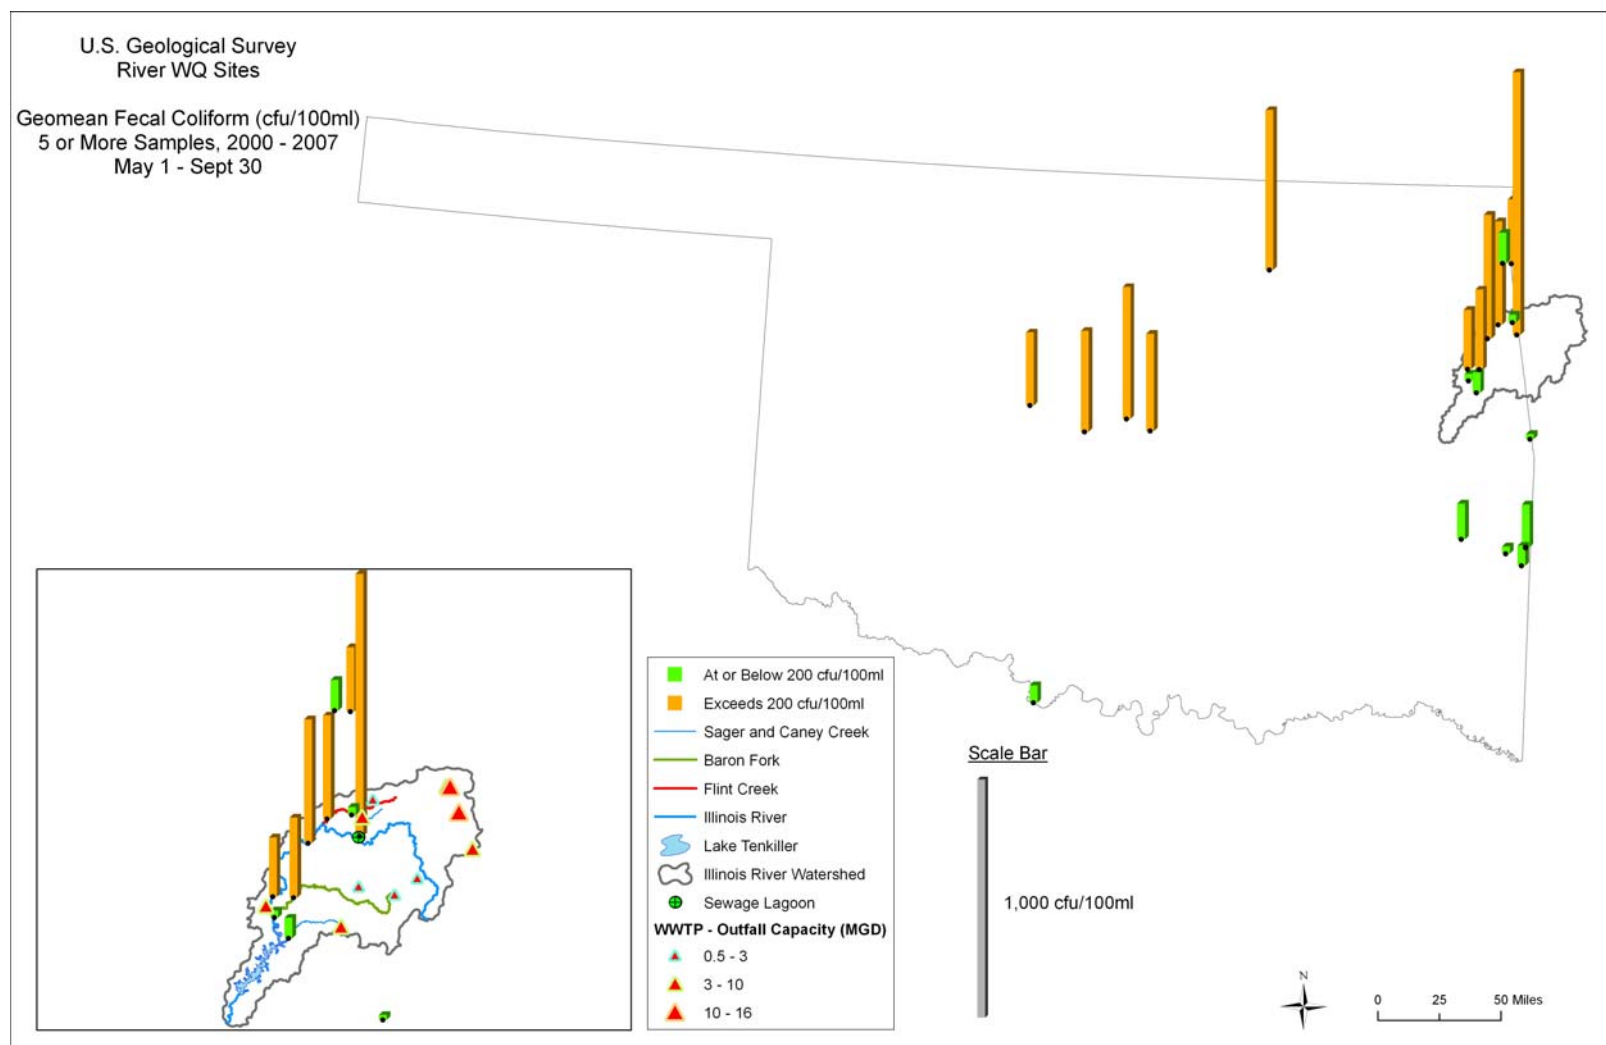 U.S. Geological Survey
River WQ Sites
Geomean Fecal Coliform (cfu/100ml)
5 or More Samples, 2000 - 2007
May 1 - Sept 30
At or Below 200 cfu/100ml
Exceeds 200 cfu/100ml
Sager and Caney Creek
Baron Fork
Flint Creek
Illinois River
Lake Tenkiller
Illinois River Watershed
Sewage Lagoon
WWTP - Outfall Capacity (MGD)
0.5 - 3
3 - 10
10 - 16
Scale Bar
1,000 cfu/100ml
N
0 25 50 Miles